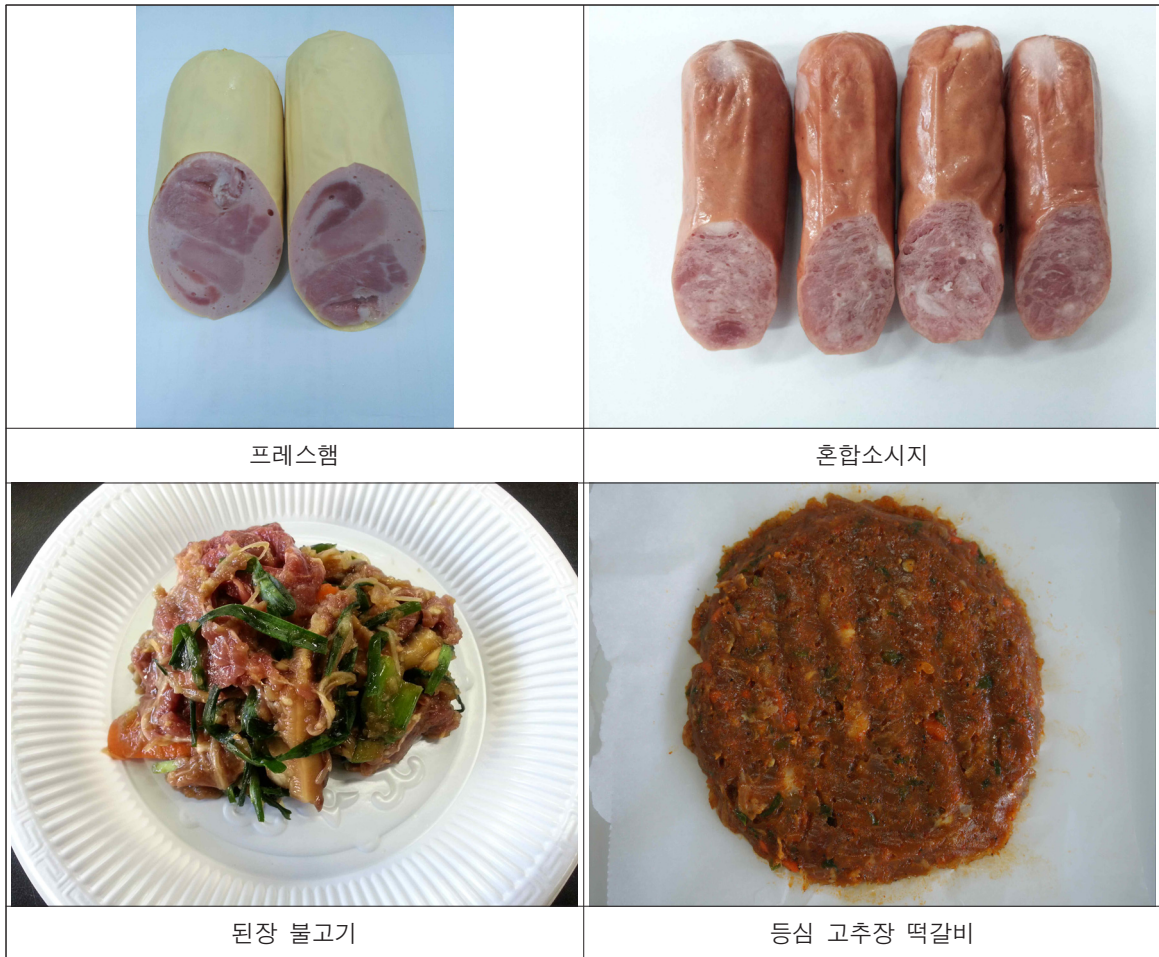 프레스햄
혼합소시지
된장 불고기
등심 고추장 떡갈비